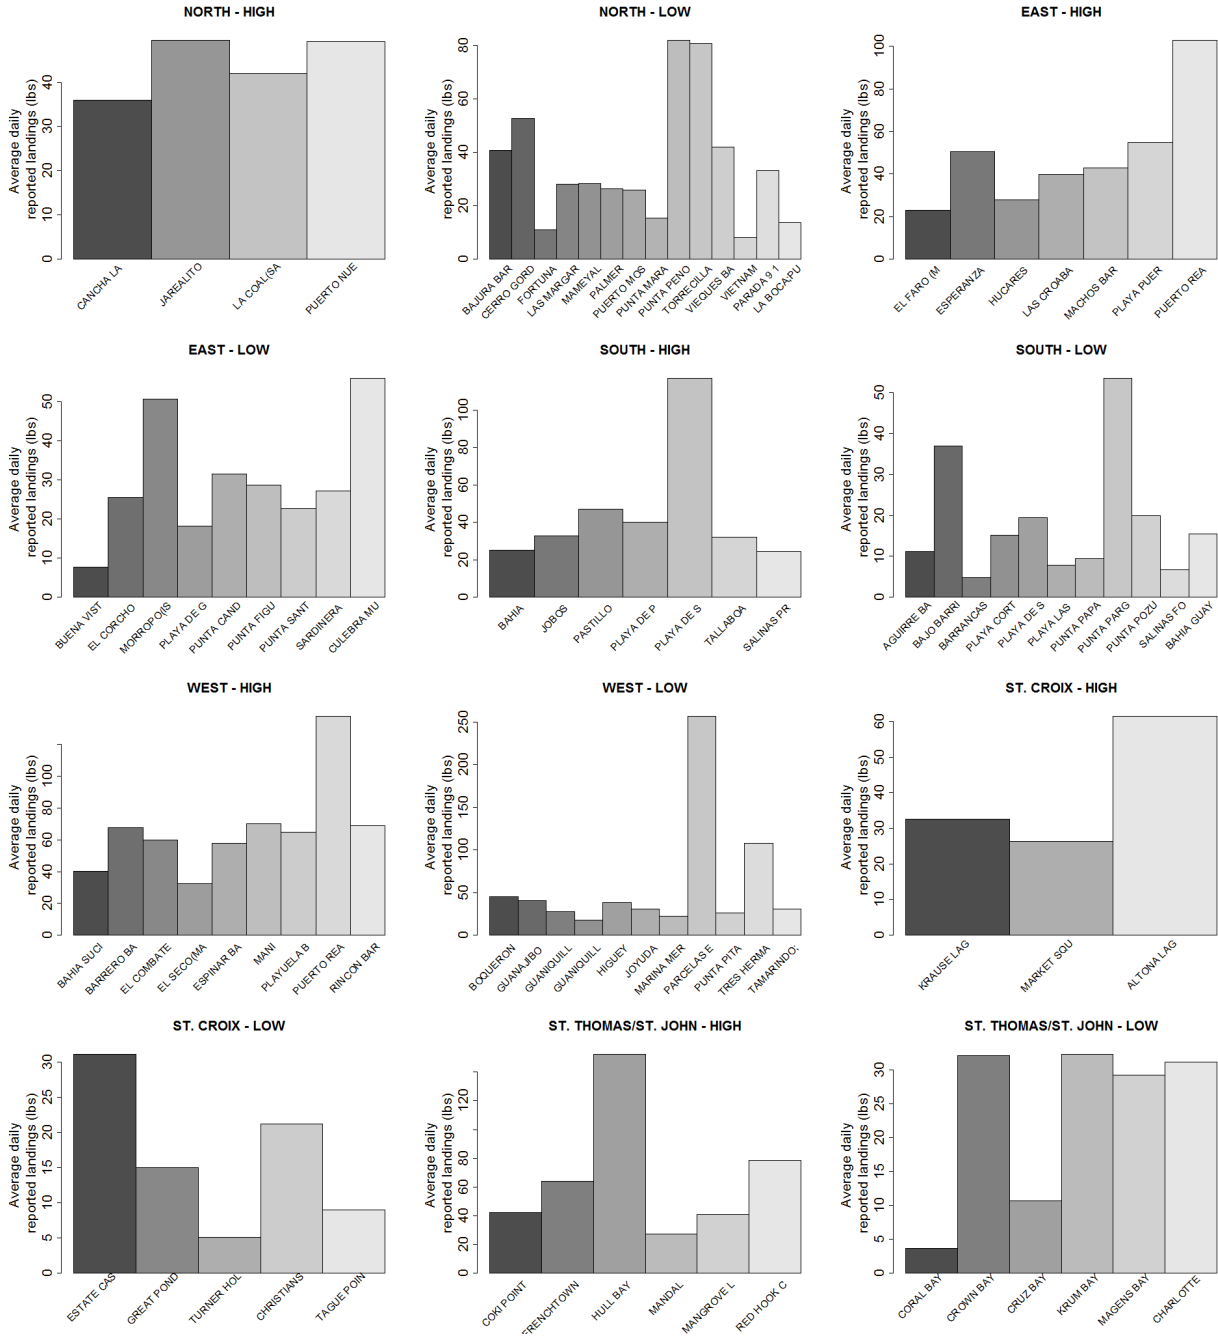 NORTH - HIGH
Average daily
reported landings (lbs)
0 10 20 30 40
CANCHA LA
JAREALITO
LA COAL(SA
PUERTO NUE
NORTH - LOW
Average daily
reported landings (lbs)
0 20 40 60 80
BAJURA BAR
CERRO GORD
FORTUNA
LAS MARGAR
MAMEYAL
PALMER
PUERTO MOS
PUNTA MARA
PUNTA PENO
TORRECILLA
VIEQUES BA
VIETNAM
PARADA 9 1
LA BOCA;PU
EAST - HIGH
Average daily
reported landings (lbs)
0 20 40 60 80 100
EL FARO (M
ESPERANZA
HUCARES
LAS CROABA
MACHOS BAR
PLAYA PUER
PUERTO REA
EAST - LOW
Average daily
reported landings (lbs)
0 10 20 30 40 50
BUENA VIST
EL CORCHO
MORROPO(IS
PLAYA DE G
PUNTA CAND
PUNTA FIGU
PUNTA SANT
SARDINERA
CULEBRA MU
SOUTH - HIGH
Average daily
reported landings (lbs)
0 20 40 60 80 100
BAHIA
JOBOS
PASTILLO
PLAYA DE P
PLAYA DE S
TALLABOA
SALINAS PR
SOUTH - LOW
Average daily
reported landings (lbs)
0 10 20 30 40 50
AGUIRRE BA
BAJO BARRI
BARRANCAS
PLAYA CORT
PLAYA DE S
PLAYA LAS
PUNTA PAPA
PUNTA PARG
PUNTA POZU
SALINAS FO
BAHIA GUAY
WEST - HIGH
Average daily
reported landings (lbs)
0 20 40 60 80 100
BAHIA SUCI
BARRERO BA
EL COMBATE
EL SECO(MA
ESPINAR BA
MANI
PLAYUELA B
PUERTO REA
RINCON BAR
WEST - LOW
Average daily
reported landings (lbs)
0 50 100 150 200 250
BOQUERON
GUANAJIBO
GUANIQUILL
GUANIQUILL
HIGUEY
JOYUDA
MARINA MER
PARCELAS E
PUNTA PITA
TRES HERMA
TAMARINDO;
ST. CROIX - HIGH
Average daily
reported landings (lbs)
0 10 20 30 40 50 60
KRAUSE LAG
MARKET SQU
ALTONA LAG
ST. CROIX - LOW
Average daily
reported landings (lbs)
0 5 10 15 20 25 30
ESTATE CAS
GREAT POND
TURNER HOL
CHRISTIANS
TAGUE POIN
ST. THOMAS/ST. JOHN - HIGH
Average daily
reported landings (lbs)
0 20 40 60 80 120
COKI POINT
FRENCHTOWN
HULL BAY
MANDAL
MANGROVE L
RED HOOK C
ST. THOMAS/ST. JOHN - LOW
Average daily
reported landings (lbs)
0 5 10 15 20 25 30
CORAL BAY
CROWN BAY
CRUZ BAY
KRUM BAY
MAGENS BAY
CHARLOTTE